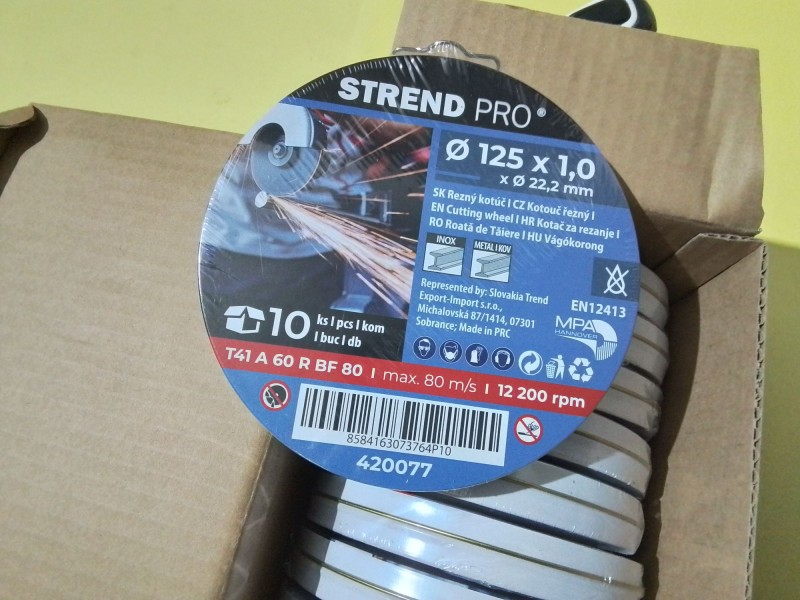 STREND PRO®
Ø 125 x 1,0
x Ø 22,2 mm
SK Rezný kotúč I CZ Kotouč řezný I
EN Cutting wheel I HR Kotač za rezanje I
RO Roată de Tăiere I HU Vágókorong
INOX
METAL I KOV
Represented by: Slovakia Trend
Export-Import s.r.o.,
Michalovská 87/1414, 07301
Sobrance; Made in PRC
EN12413
MPA
HANNOVER
10 ks I pcs I kom
I buc I db
T41 A 60 R BF 80 I max. 80 m/s I 12 200 rpm
8584163073764P10
420077